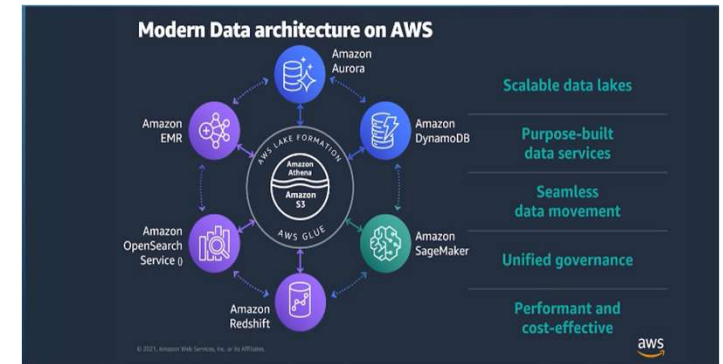 Modern Data architecture on AWS
Amazon
Aurora
Amazon
EMR
Amazon
DynamoDB
AWS LAKE FORMATION
Amazon
Athena
Amazon
S3
AWS GLUE
Amazon
OpenSearch
Service ()
Amazon
SageMaker
Amazon
Redshift
Scalable data lakes
Purpose-built
data services
Seamless
data movement
Unified governance
Performant and
cost-effective
© 2021, Amazon Web Services, Inc. or its Affiliates.
aws